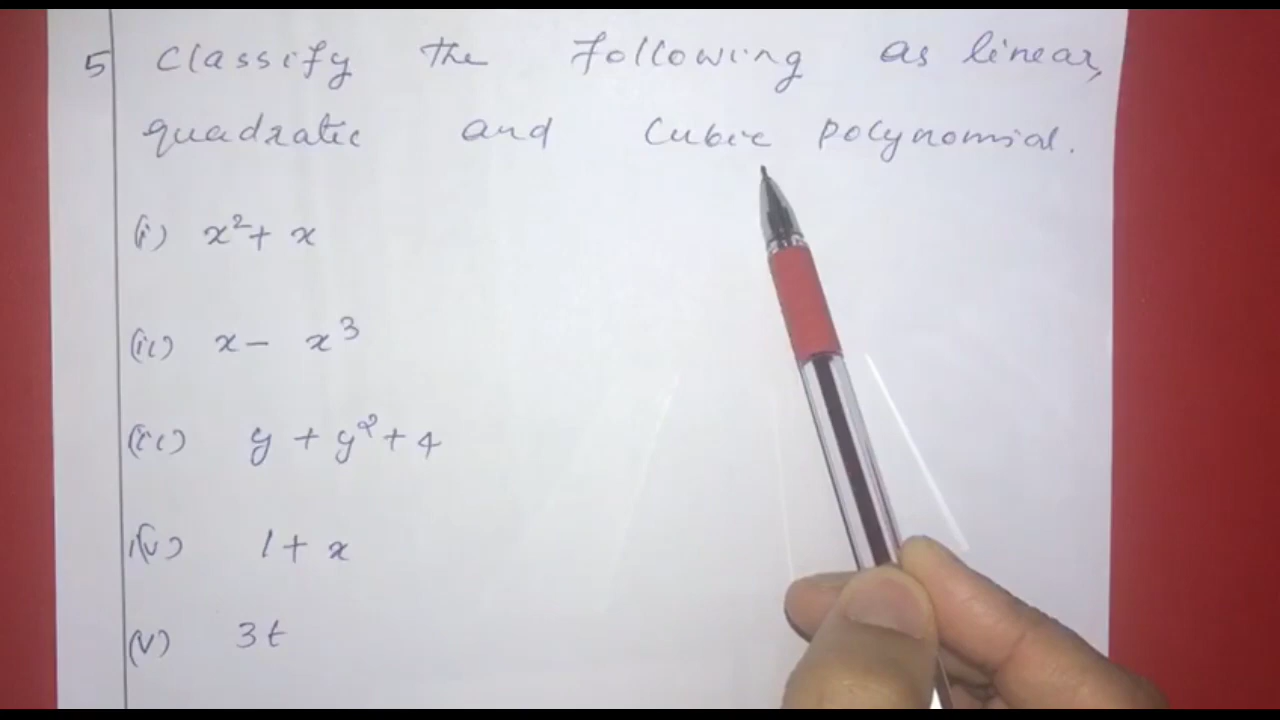 5 Classify the following as linear,
quadratic and cubic polynomial.
(i) x²+ x
(ii) x - x³
(iii) y + y² + 4
(iv) 1 + x
(v) 3t